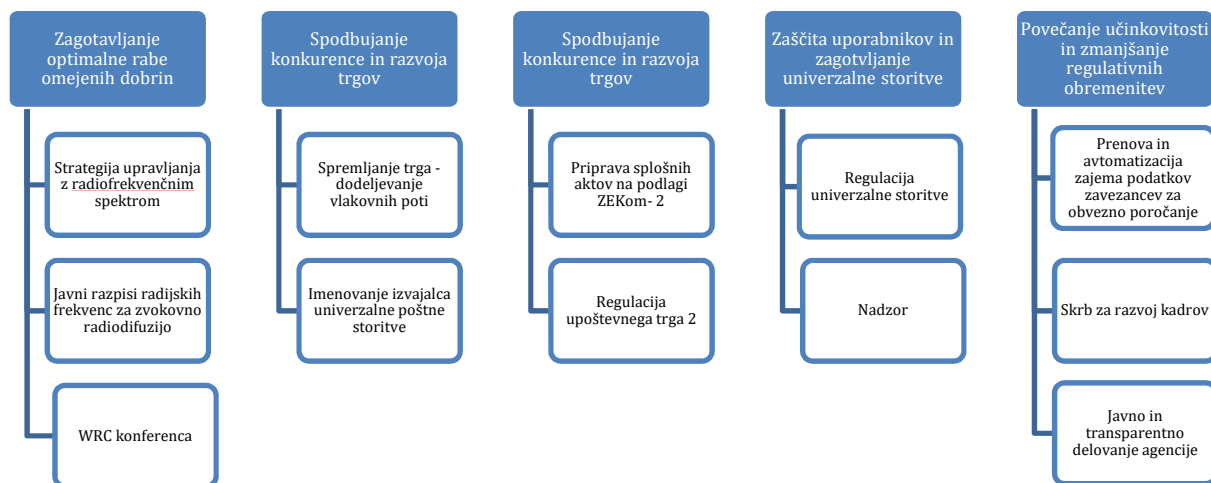 Zagotavljanje
optimalne rabe
omejenih dobrin
Strategija upravljanja
z radiofrekvenčnim
spektrom
Javni razpisi radijskih
frekvenc za zvokovno
radiodifuzijo
WRC konferenca
Spodbujanje
konkurence in razvoja
trgov
Spremljanje trga -
dodeljevanje
vlakovnih poti
Imenovanje izvajalca
univerzalne poštne
storitve
Spodbujanje
konkurence in razvoja
trgov
Priprava splošnih
aktov na podlagi
ZEKom- 2
Regulacija
upoštevnega trga 2
Zaščita uporabnikov in
zagotvljanje
univerzalne storitve
Regulacija
univerzalne storitve
Nadzor
Povečanje učinkovitosti
in zmanjšanje
regulativnih
obremenitev
Prenova in
avtomatizacija
zajema podatkov
zavezancev za
obvezno poročanje
Skrb za razvoj kadrov
Javno in
transparentno
delovanje agencije